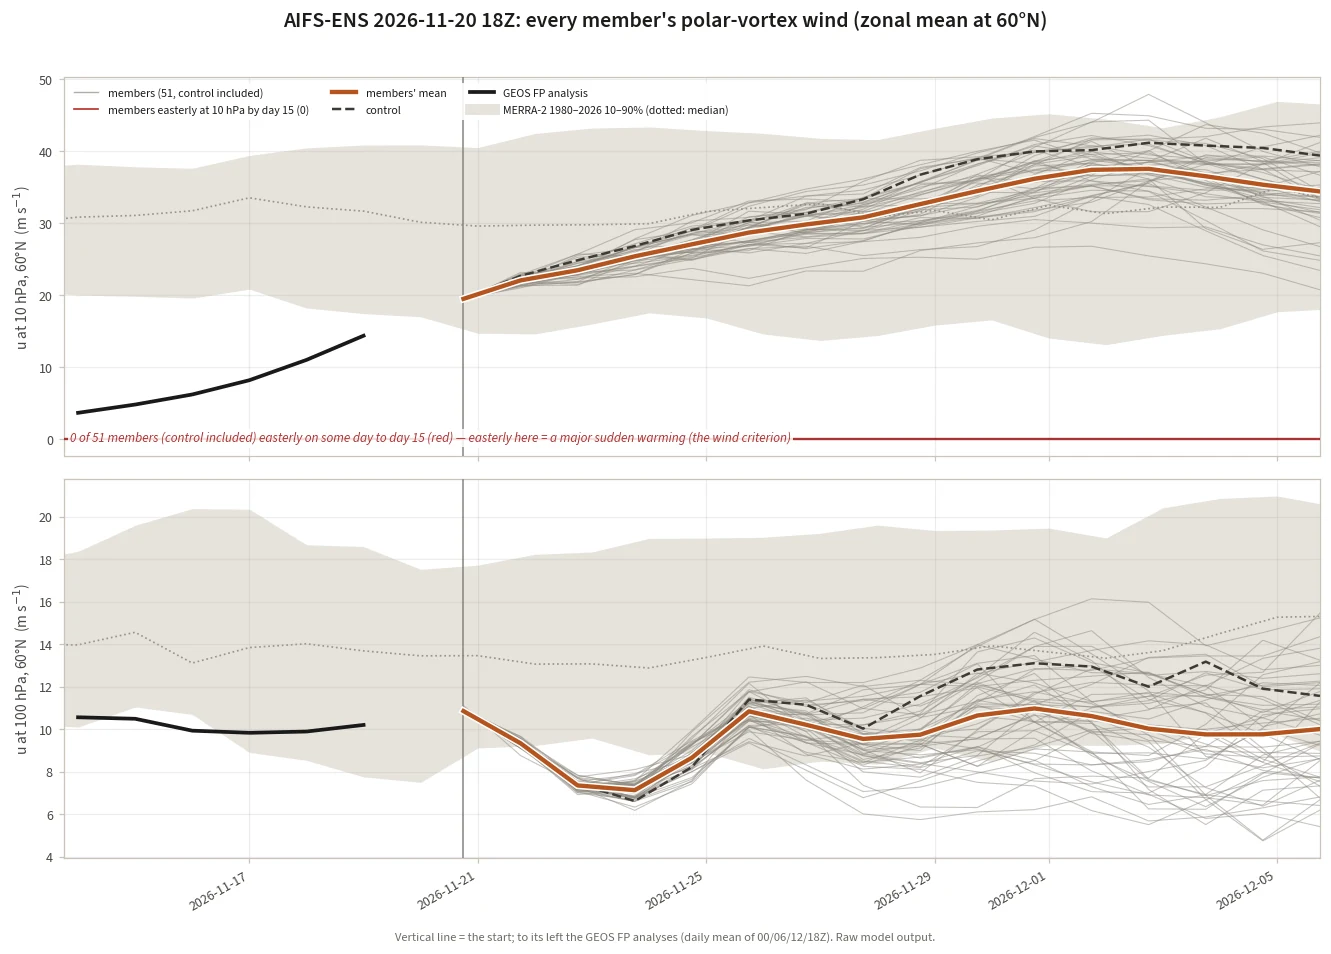 AIFS-ENS 2026-11-20 18Z: every member's polar-vortex wind (zonal mean at 60°N)
members (51, control included)
members easterly at 10 hPa by day 15 (0)
members' mean
control
GEOS FP analysis
MERRA-2 1980–2026 10–90% (dotted: median)
u at 10 hPa, 60°N (m s⁻¹)
50
40
30
20
10
0
0 of 51 members (control included) easterly on some day to day 15 (red) — easterly here = a major sudden warming (the wind criterion)
u at 100 hPa, 60°N (m s⁻¹)
20
18
16
14
12
10
8
6
4
2026-11-17
2026-11-21
2026-11-25
2026-11-29
2026-12-01
2026-12-05
Vertical line = the start; to its left the GEOS FP analyses (daily mean of 00/06/12/18Z). Raw model output.